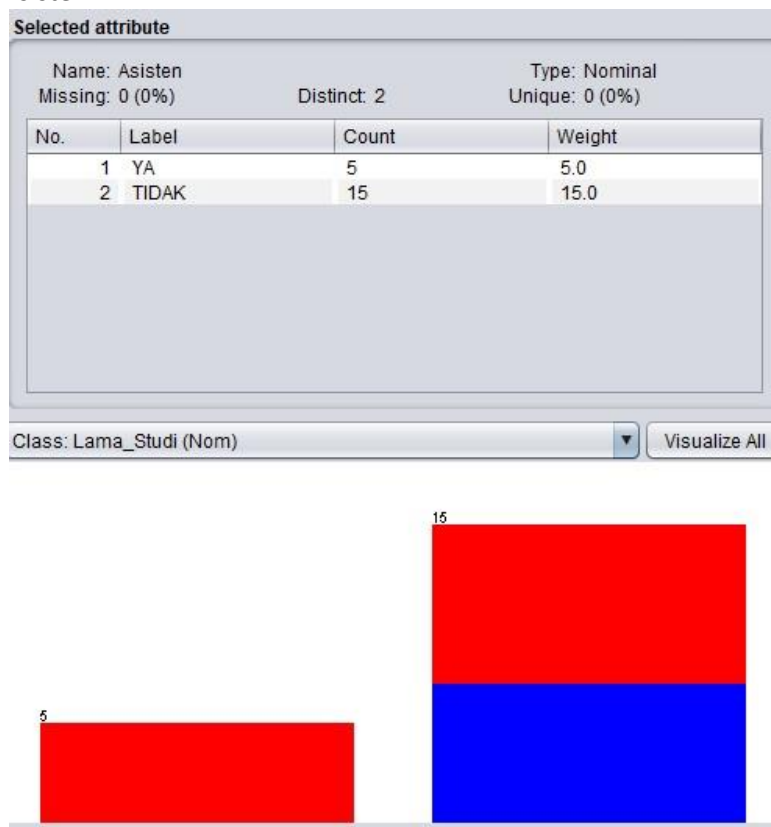 Selected attribute
Name: Asisten Type: Nominal
Missing: 0 (0%) Distinct: 2 Unique: 0 (0%)
No. Label Count Weight
1 YA 5 5.0
2 TIDAK 15 15.0
Class: Lama_Studi (Nom) Visualize All
15
5